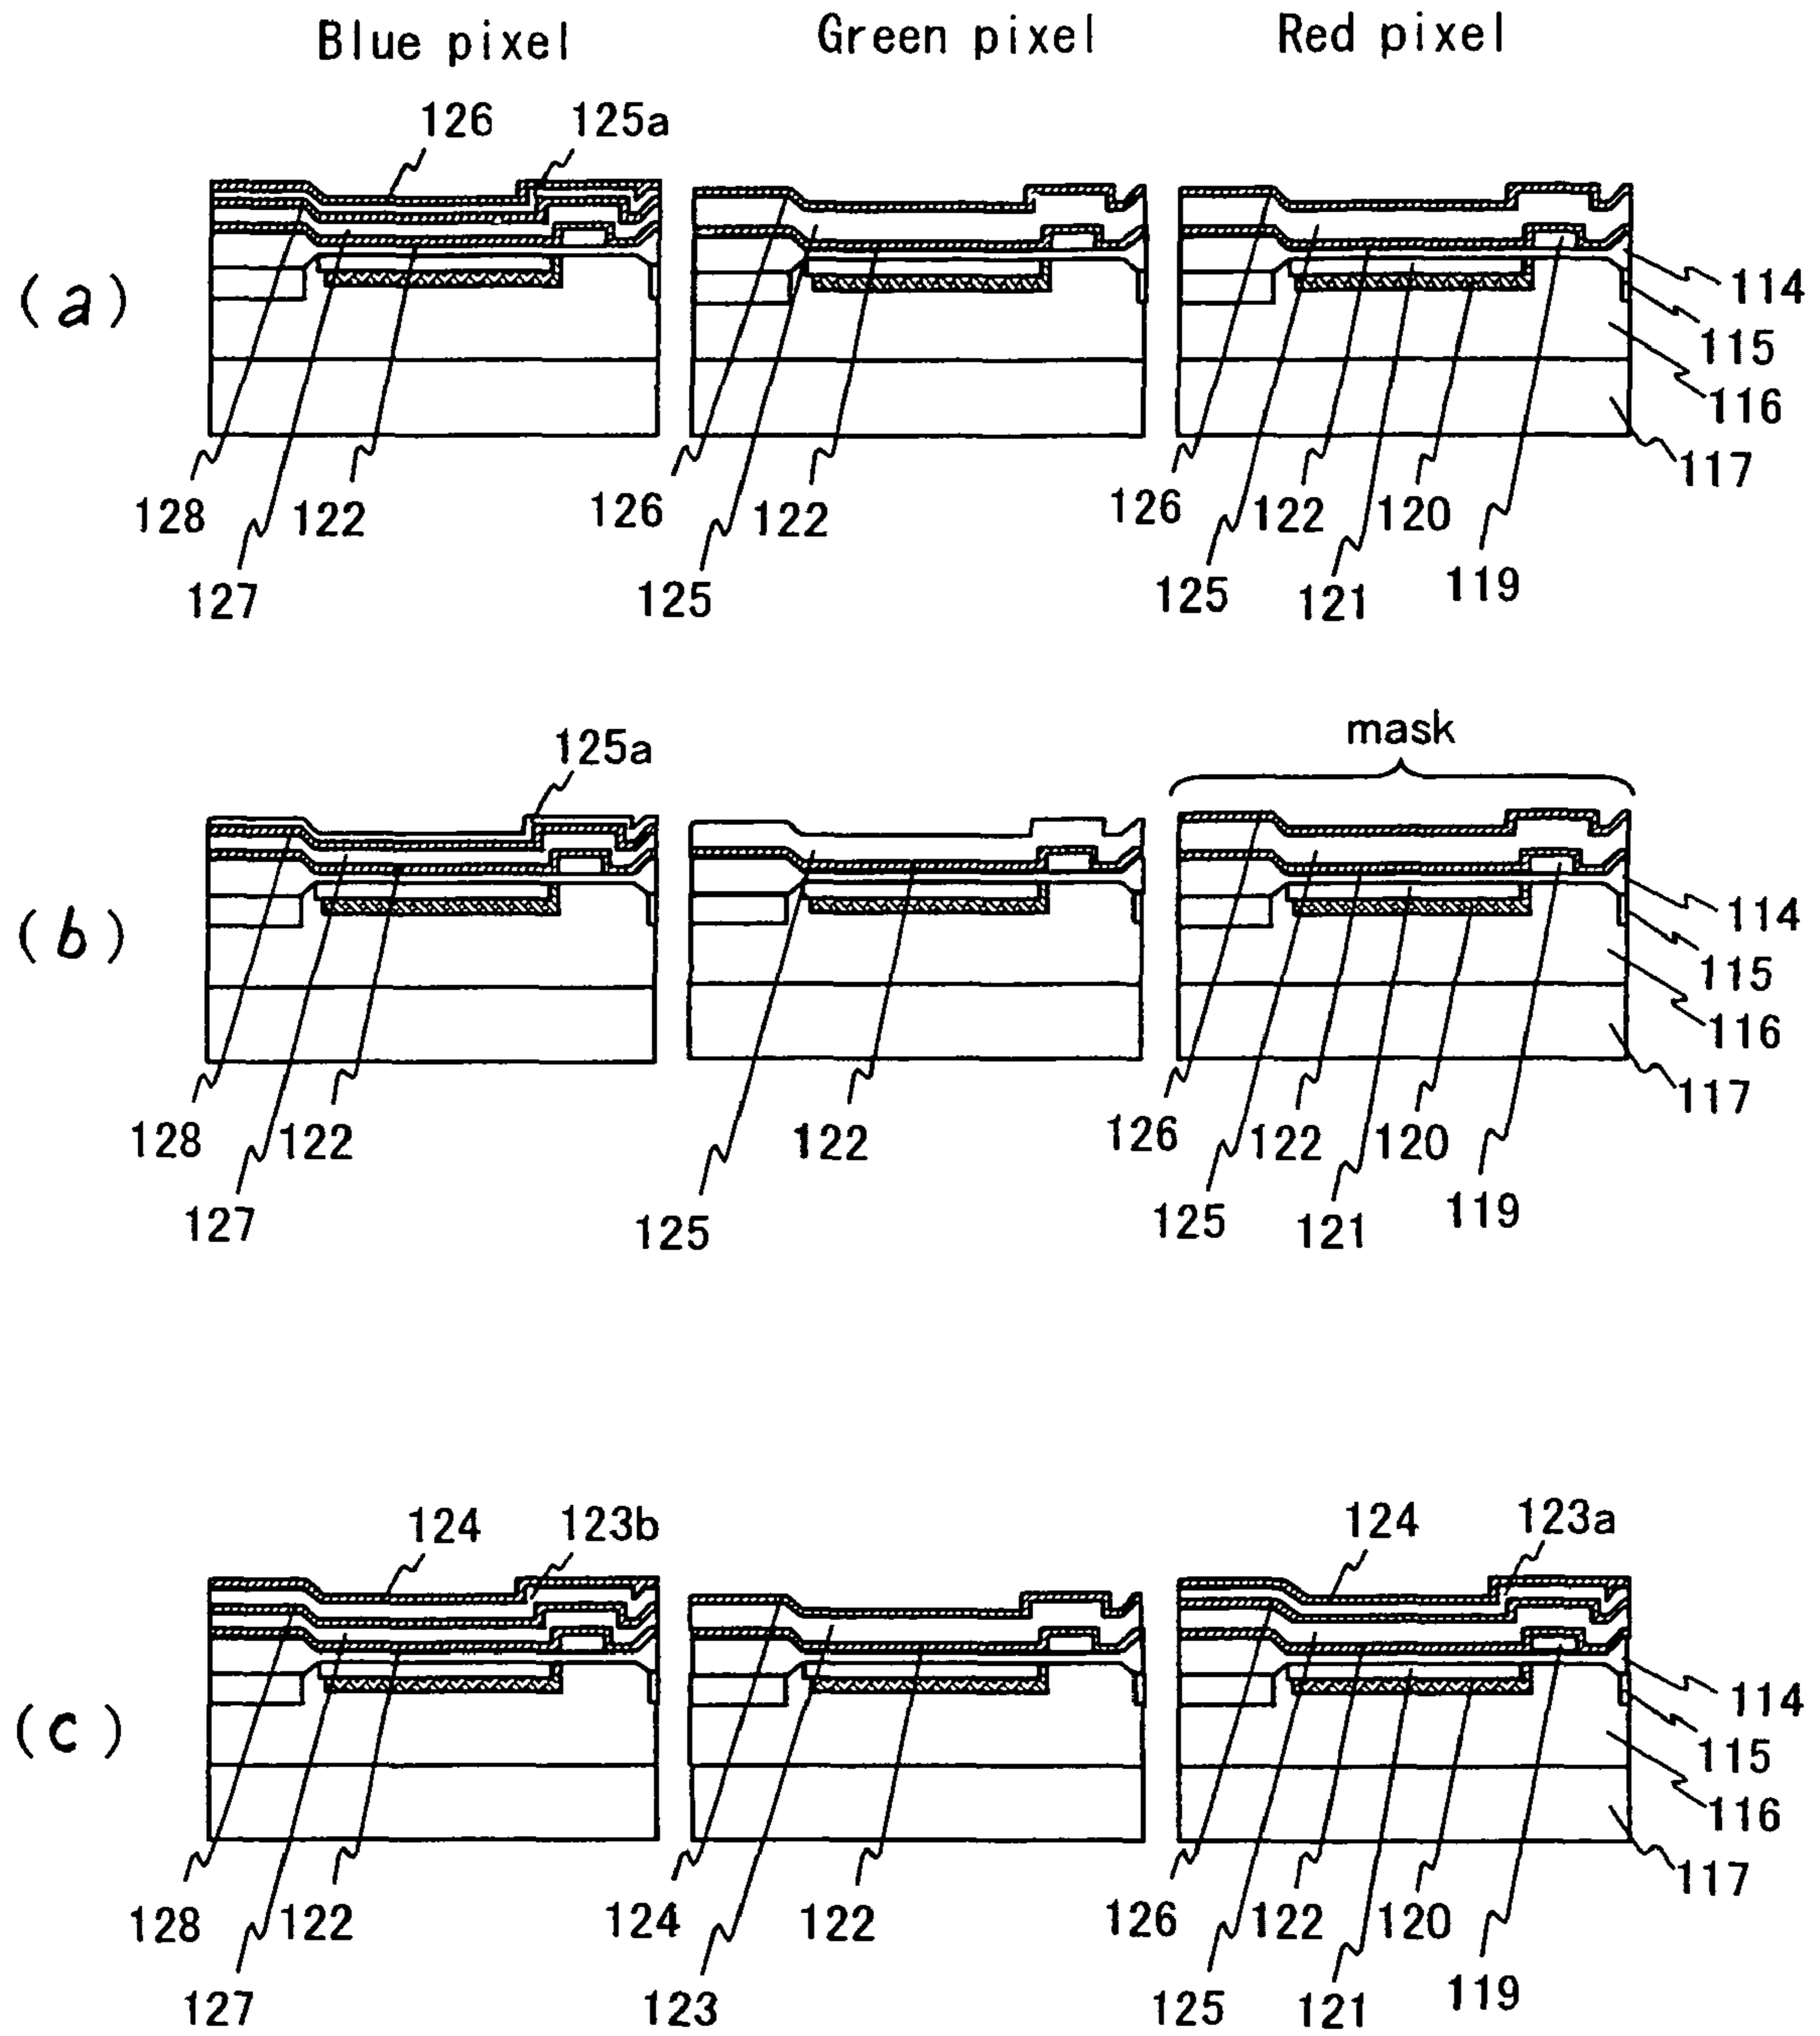 Blue pixel Green pixel Red pixel
126 125a
(a)
114
115
116
117
128 122 126 122 126 122 120
127 125 125 121 119
125a mask
(b)
114
115
116
117
128 122 122 126 122 120
127 125 125 121 119
124 123b 124 123a
(c)
114
115
116
117
128 122 124 122 126 122 120
127 123 125 121 119